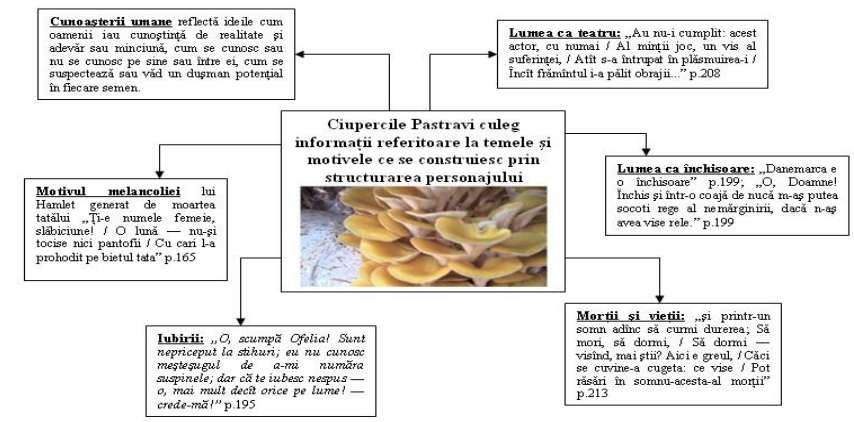 Cunoașterii umane reflectă ideile cum
oamenii iau cunoștință de realitate și
adevăr sau minciună, cum se cunosc sau
nu se cunosc pe sine sau între ei, cum se
suspectează sau văd un dușman potențial
în fiecare semen.
Lumea ca teatru: „Au nu-i cumplit: acest
actor, cu numai / Al minții joc, un vis al
suferinței, / Atît s-a întrupat în plăsmuirea-i /
Încît frămîntul i-a pălit obrajii...” p.208
Ciupercile Pastravi culeg
informații referitoare la temele și
motivele ce se construiesc prin
structurarea personajului
Lumea ca închisoare: „Danemarca e
o închisoare” p.199; „O, Doamne!
Închis și într-o coajă de nucă m-aș putea
socoti rege al nemărginirii, dacă n-aș
avea vise rele.” p.199
Motivul melancoliei lui
Hamlet generat de moartea
tatălui „Ți-e numele femeie,
slăbiciune! / O lună — nu-și
tocise nici pantofii / Cu cari l-a
prohodit pe bietul tata” p.165
Iubirii: „O, scumpă Ofelia! Sunt
nepriceput la stihuri; eu nu cunosc
meșteșugul de a-mi număra
suspinele; dar că te iubesc nespus —
o, mai mult decît orice pe lume! —
crede-mă!” p.195
Morții și vieții: „și printr-un
somn adînc să curmi durerea; Să
mori, să dormi, / Să dormi —
visînd, mai știi? Aici e greul, / Căci
se cuvine-a cugeta: ce vise / Pot
răsări în somnu-acesta-al morții”
p.213